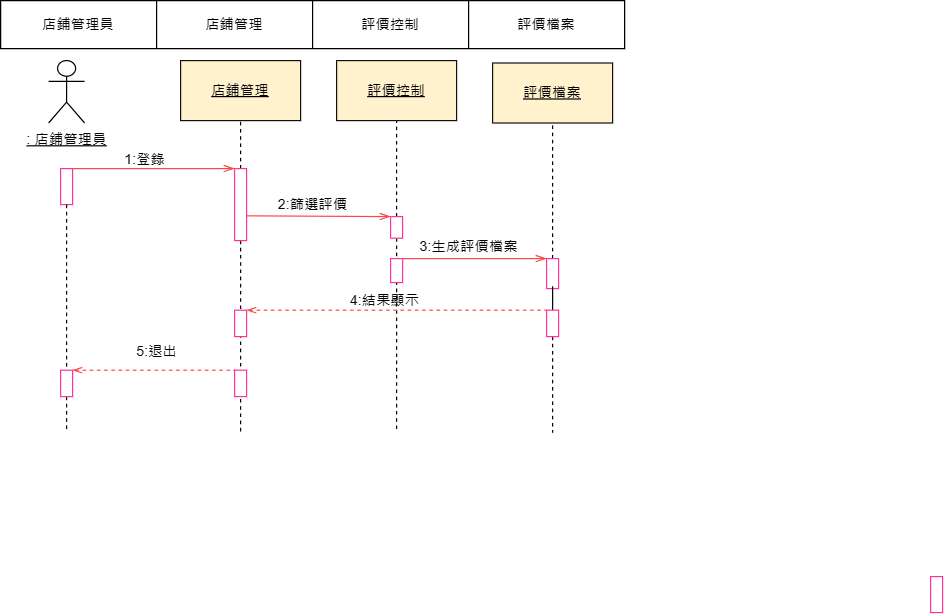 店鋪管理員
店鋪管理
評價控制
評價檔案
店鋪管理
評價控制
評價檔案
: 店鋪管理員
1:登錄
2:篩選評價
3:生成評價檔案
4:結果顯示
5:退出